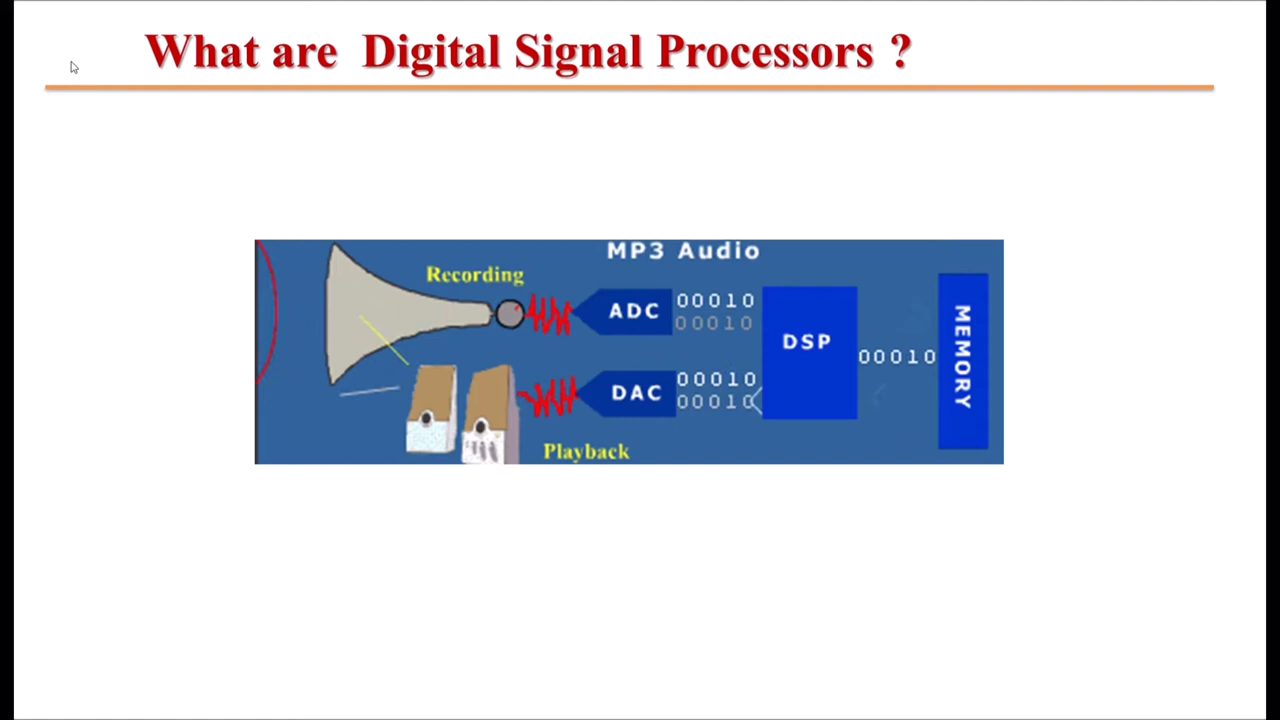 What are Digital Signal Processors ?
MP3 Audio
Recording
ADC
00010
00010
DSP
00010
MEMORY
DAC
00010
00010
Playback